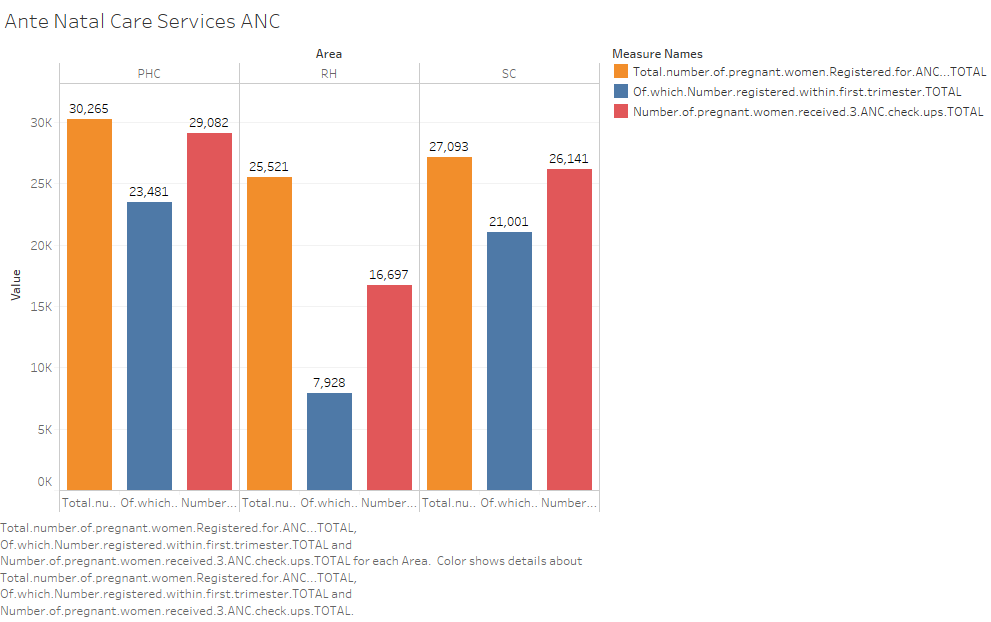 Ante Natal Care Services ANC
Area
PHC RH SC
Measure Names
Total.number.of.pregnant.women.Registered.for.ANC...TOTAL
Of.which.Number.registered.within.first.trimester.TOTAL
Number.of.pregnant.women.received.3.ANC.check.ups.TOTAL
30,265
23,481
29,082
25,521
7,928
16,697
27,093
21,001
26,141
30K
25K
20K
15K
10K
5K
0K
Value
Total.nu.. Of.which.. Number... Total.nu.. Of.which.. Number... Total.nu.. Of.which.. Number...
Total.number.of.pregnant.women.Registered.for.ANC...TOTAL,
Of.which.Number.registered.within.first.trimester.TOTAL and
Number.of.pregnant.women.received.3.ANC.check.ups.TOTAL for each Area. Color shows details about
Total.number.of.pregnant.women.Registered.for.ANC...TOTAL,
Of.which.Number.registered.within.first.trimester.TOTAL and
Number.of.pregnant.women.received.3.ANC.check.ups.TOTAL.